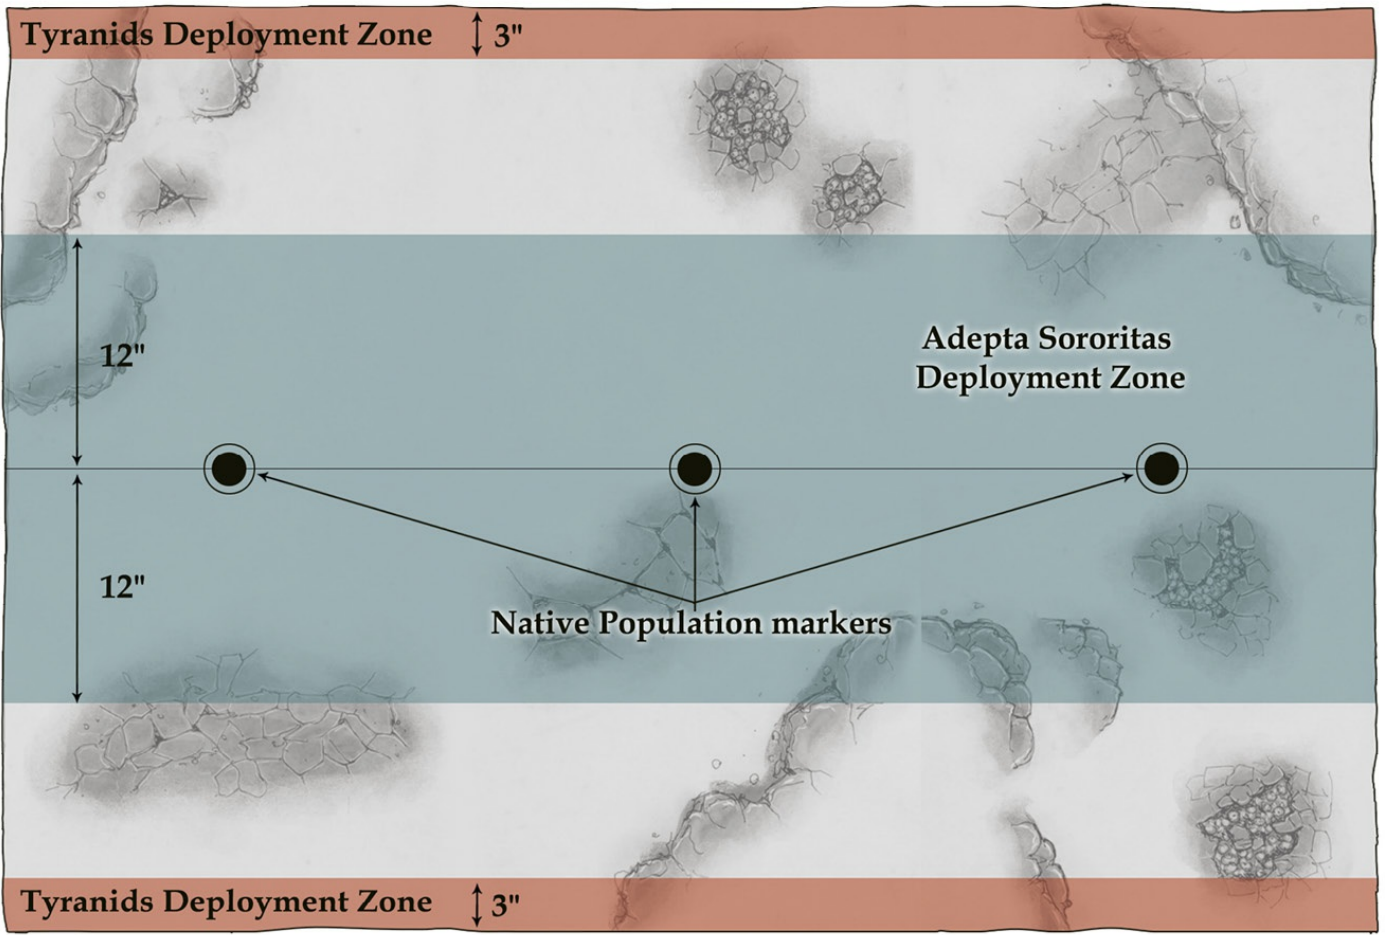 Tyranids Deployment Zone 3"
12"
Adepta Sororitas
Deployment Zone
12"
Native Population markers
Tyranids Deployment Zone 3"